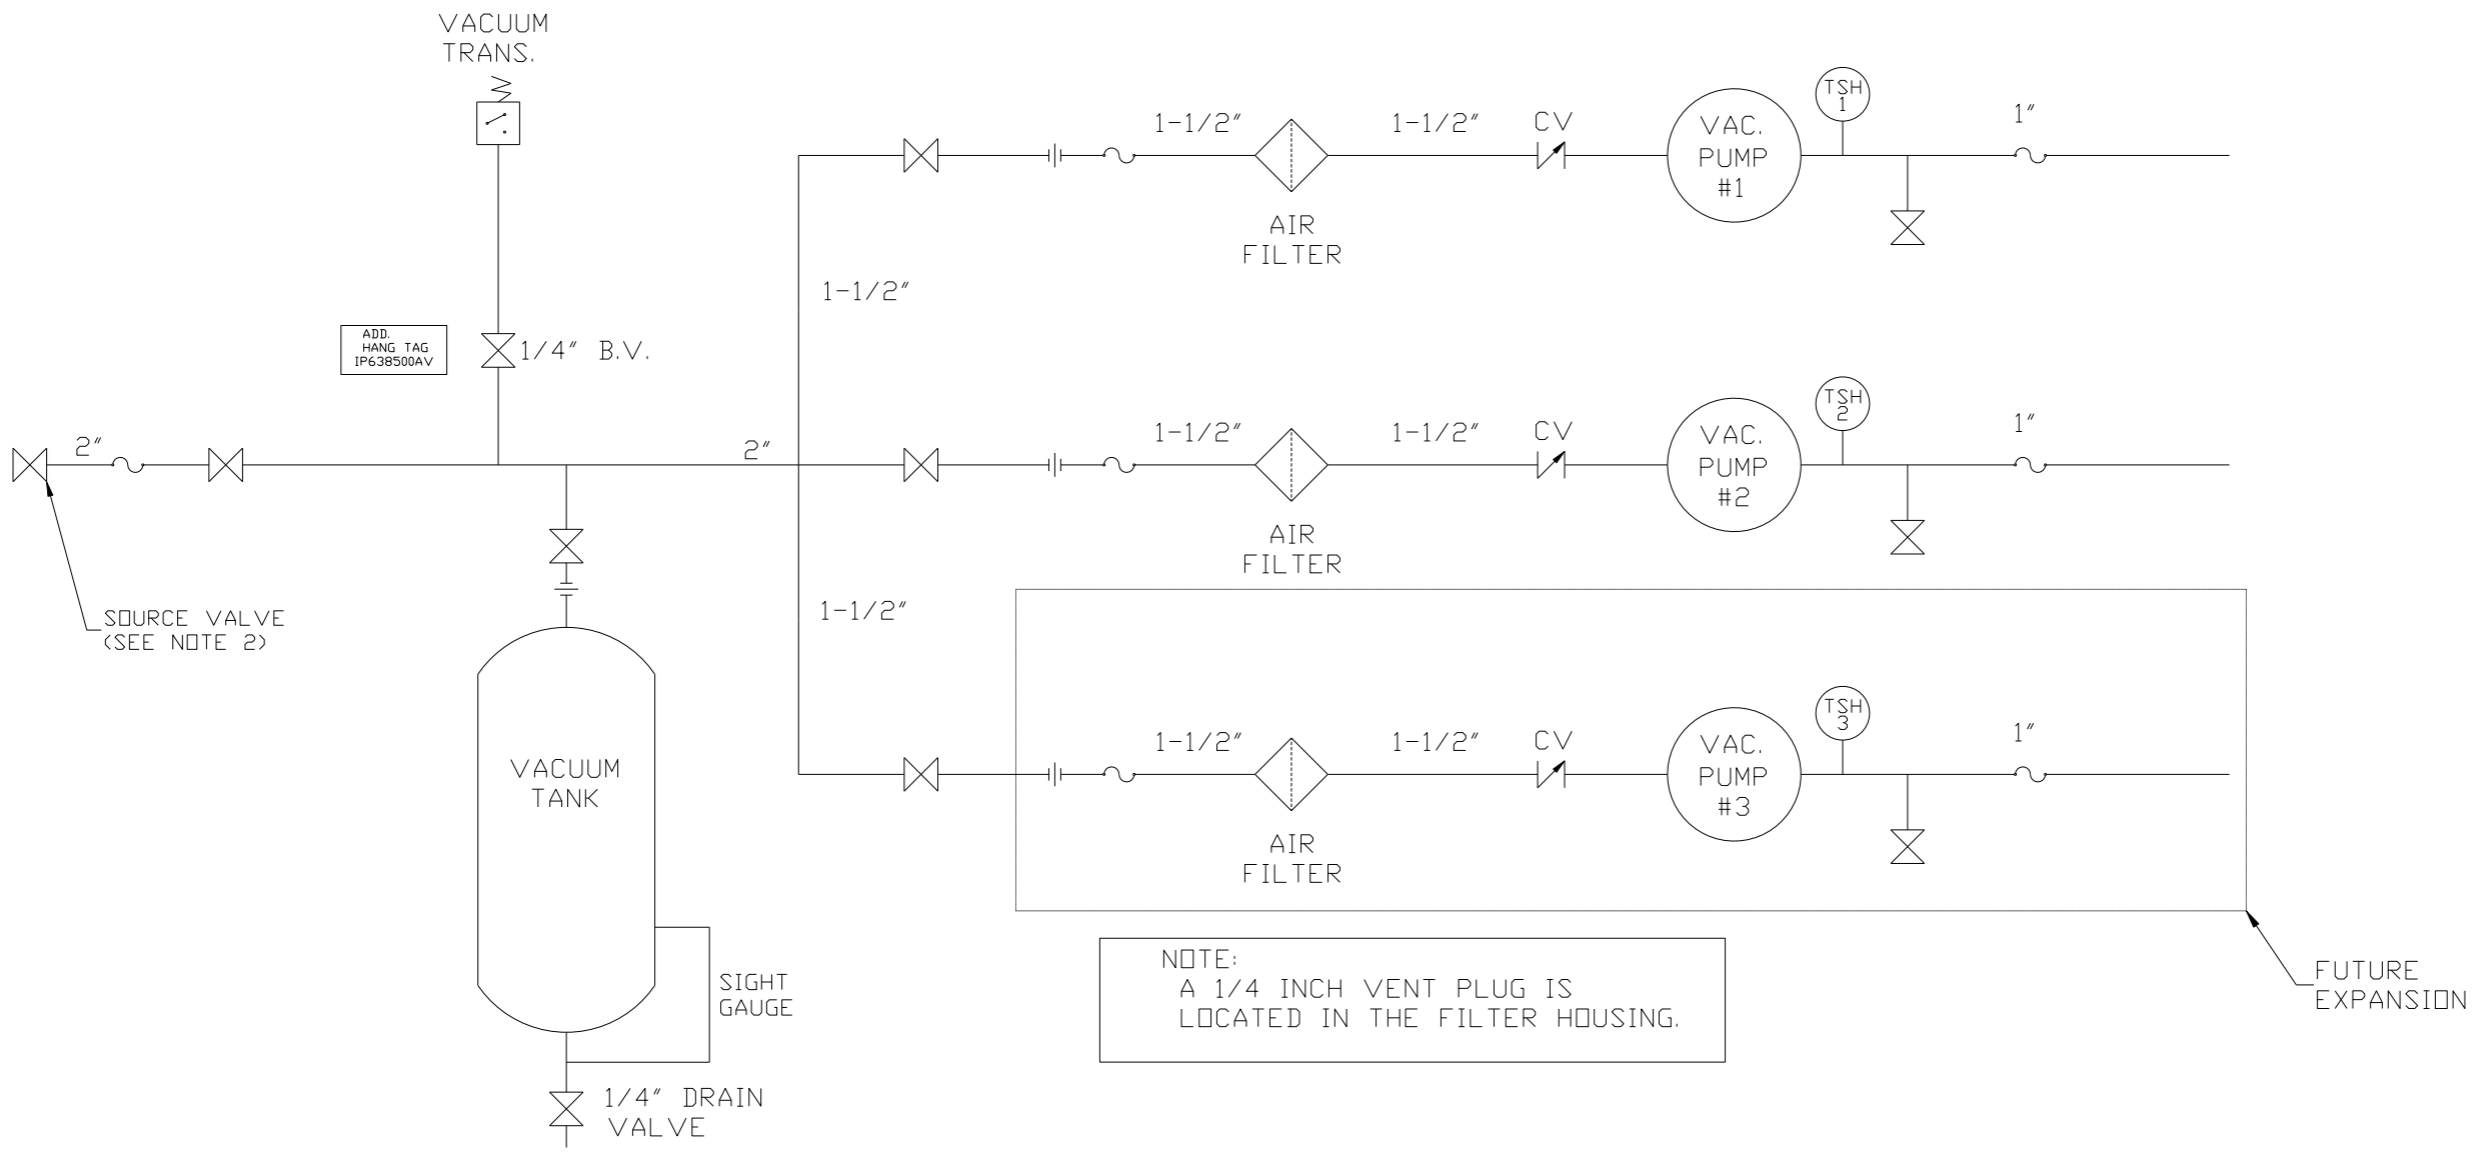 VACUUM
TRANS.
1-1/2"
1-1/2"
CV
VAC.
PUMP
#1
TSH
1
1"
AIR
FILTER
1-1/2"
ADD.
HANG TAG
IP638500AV
1/4" B.V.
2"
2"
1-1/2"
1-1/2"
CV
VAC.
PUMP
#2
TSH
2
1"
AIR
FILTER
SOURCE VALVE
(SEE NOTE 2)
1-1/2"
1-1/2"
1-1/2"
CV
VAC.
PUMP
#3
TSH
3
1"
AIR
FILTER
VACUUM
TANK
SIGHT
GAUGE
1/4" DRAIN
VALVE
NOTE:
A 1/4 INCH VENT PLUG IS
LOCATED IN THE FILTER HOUSING.
FUTURE
EXPANSION